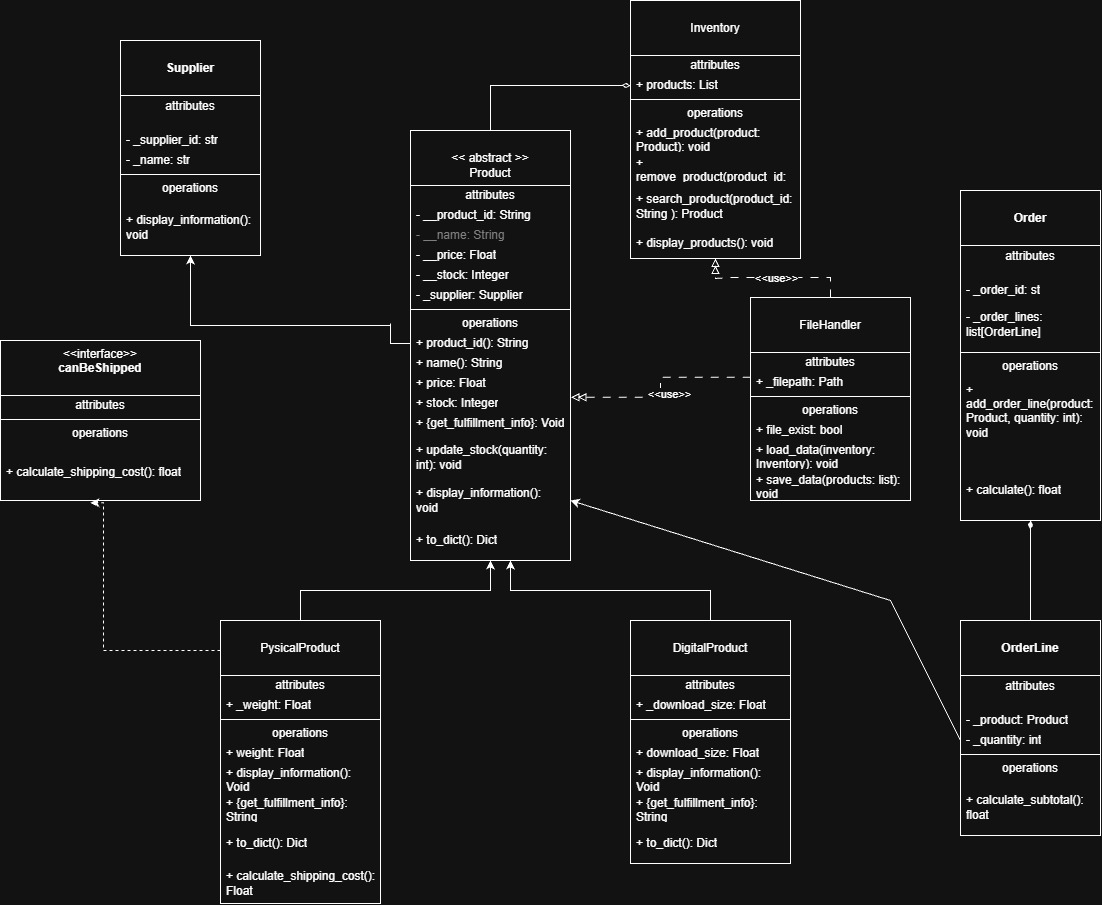 Supplier
attributes
- _supplier_id: str
- _name: str
operations
+ display_information():
void
Inventory
attributes
+ products: List
operations
+ add_product(product:
Product): void
+
remove_product(product_id:
+ search_product(product_id:
String ): Product
+ display_products(): void
<< abstract >>
Product
attributes
- __product_id: String
- __name: String
- __price: Float
- __stock: Integer
- _supplier: Supplier
operations
+ product_id(): String
+ name(): String
+ price: Float
+ stock: Integer
+ {get_fulfillment_info}: Void
+ update_stock(quantity:
int): void
+ display_information():
void
+ to_dict(): Dict
<<interface>>
canBeShipped
attributes
operations
+ calculate_shipping_cost(): float
<<use>>
FileHandler
attributes
+ _filepath: Path
operations
+ file_exist: bool
+ load_data(inventory:
Inventory): void
+ save_data(products: list):
void
<<use>>
Order
attributes
- _order_id: st
- _order_lines:
list[OrderLine]
operations
+
add_order_line(product:
Product, quantity: int):
void
+ calculate(): float
PysicalProduct
attributes
+ _weight: Float
operations
+ weight: Float
+ display_information():
Void
+ {get_fulfillment_info}:
String
+ to_dict(): Dict
+ calculate_shipping_cost():
Float
DigitalProduct
attributes
+ _download_size: Float
operations
+ download_size: Float
+ display_information():
Void
+ {get_fulfillment_info}:
String
+ to_dict(): Dict
OrderLine
attributes
- _product: Product
- _quantity: int
operations
+ calculate_subtotal():
float